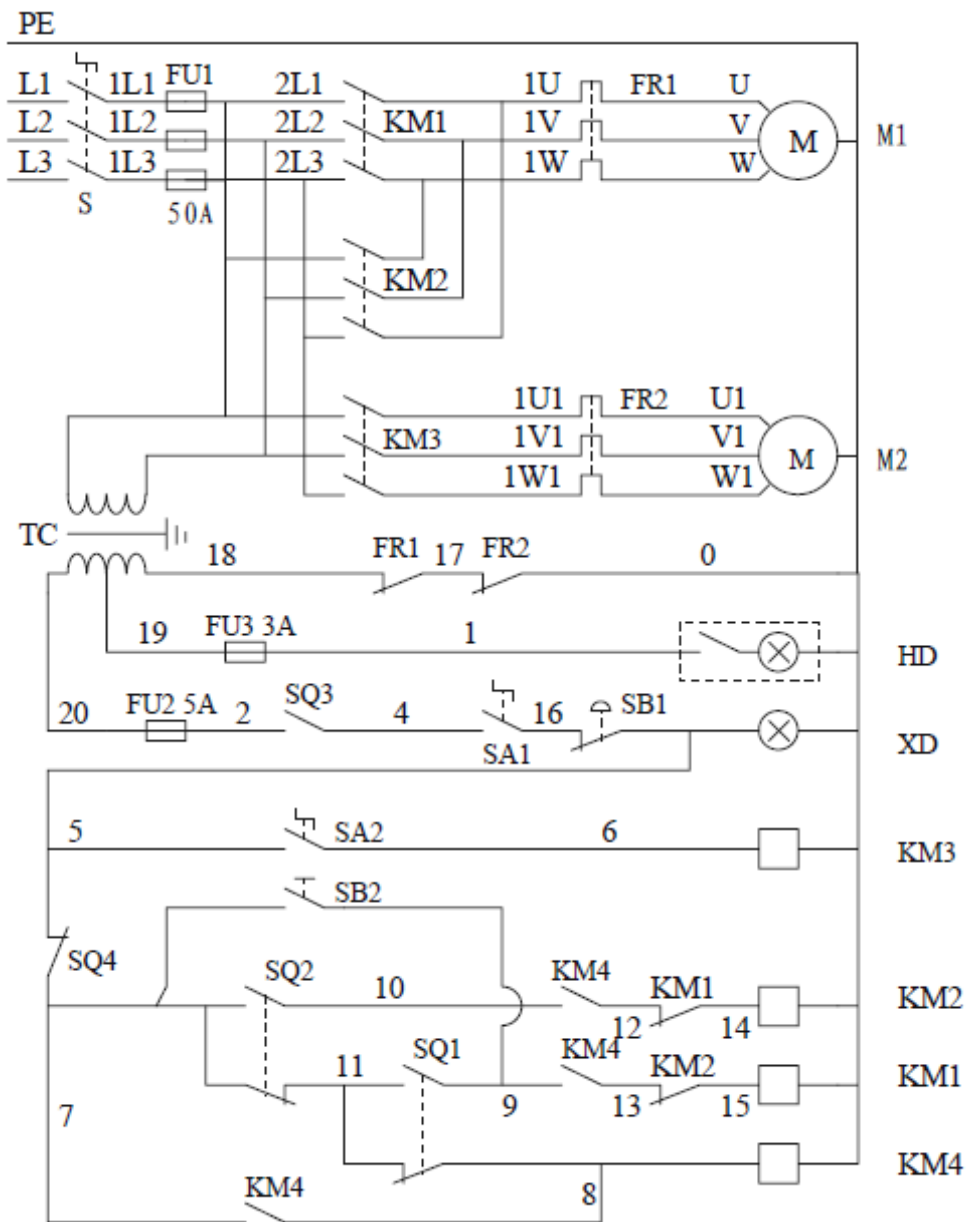 PE
L1 1L1 FU1 2L1 1U FR1 U
L2 1L2 2L2 KM1 1V V M M1
L3 1L3 2L3 1W W
S 50A
KM2
1U1 FR2 U1
KM3 1V1 V1 M M2
1W1 W1
TC 18 FR1 17 FR2 0
19 FU3 3A 1 HD
20 FU2 5A 2 SQ3 4 SA1 16 SB1 XD
5 SA2 6 KM3
SB2
SQ4 SQ2 10 KM4 12 KM1 14 KM2
11 SQ1 9 KM4 13 KM2 15 KM1
7 KM4 8 KM4